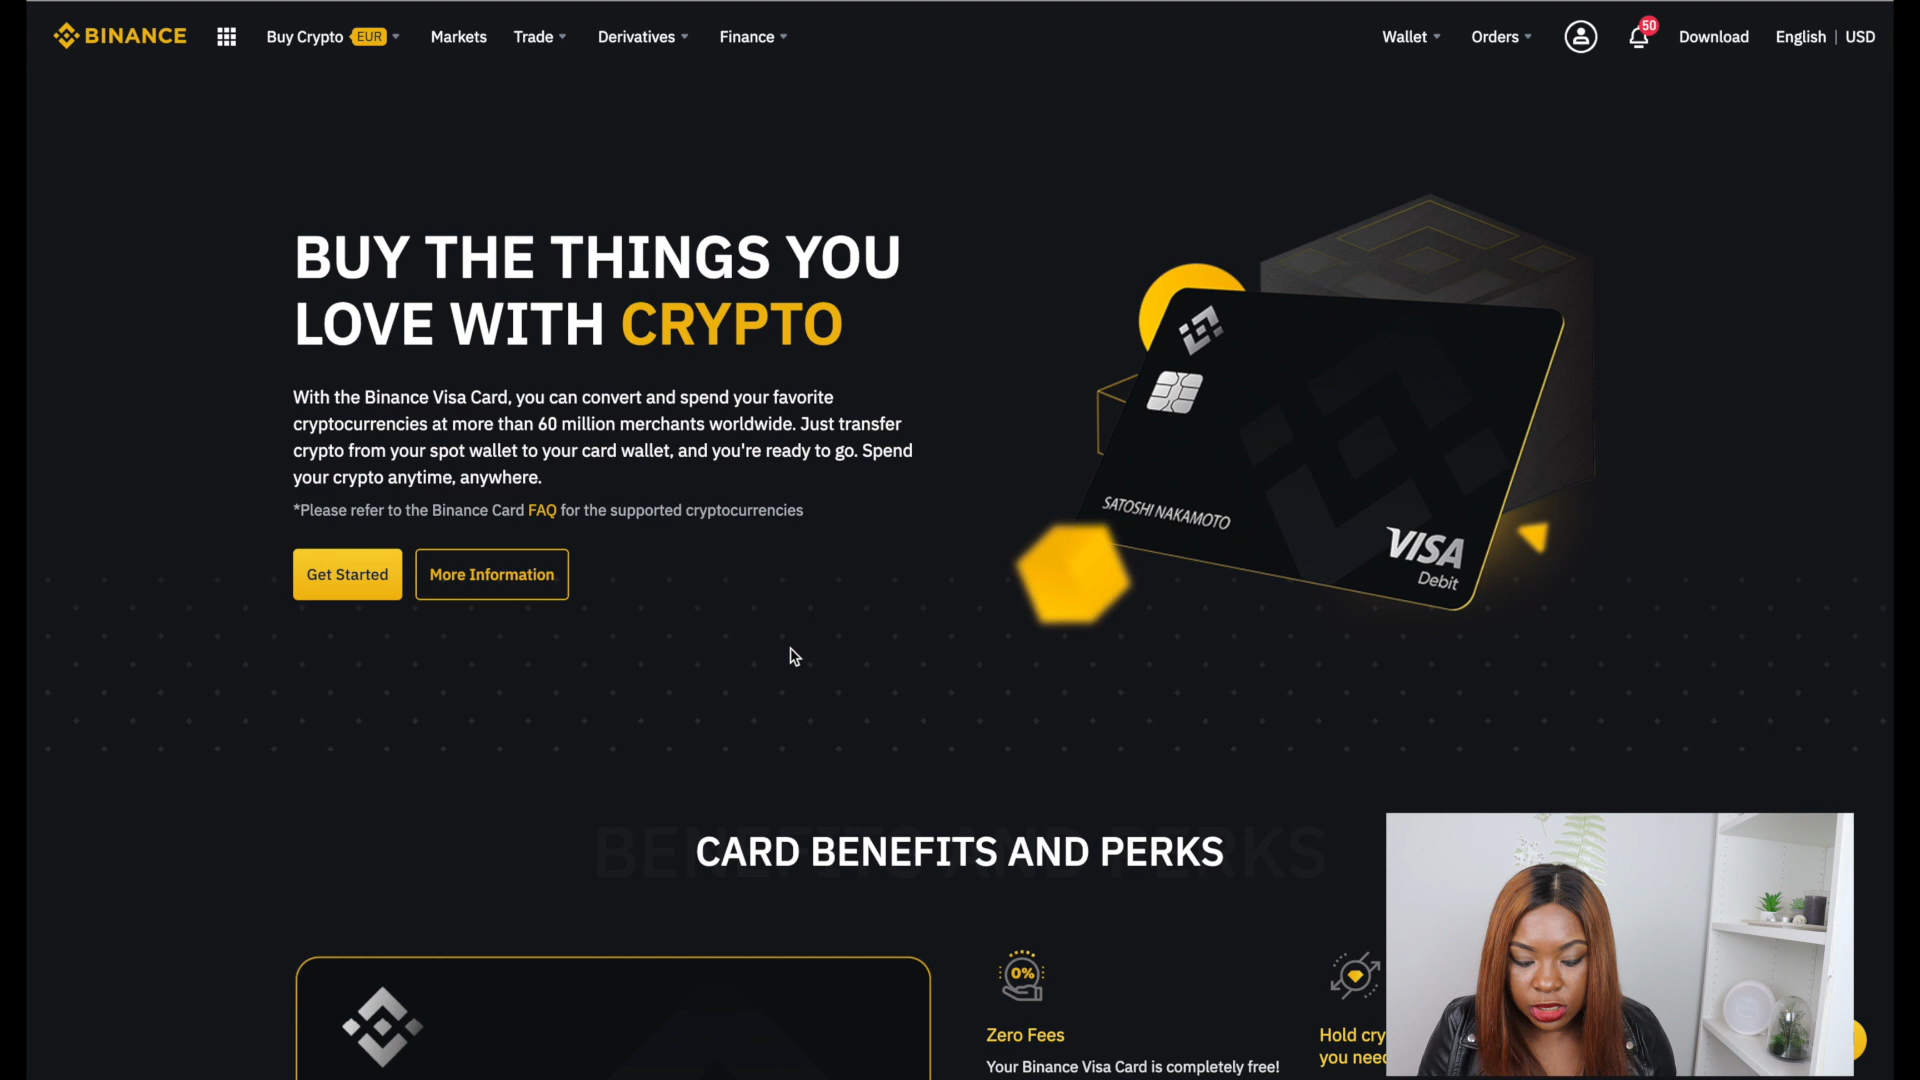 BINANCE
Buy Crypto EUR
Markets
Trade
Derivatives
Finance
Wallet
Orders
50
Download
English | USD
BUY THE THINGS YOU
LOVE WITH CRYPTO
With the Binance Visa Card, you can convert and spend your favorite
cryptocurrencies at more than 60 million merchants worldwide. Just transfer
crypto from your spot wallet to your card wallet, and you're ready to go. Spend
your crypto anytime, anywhere.
*Please refer to the Binance Card FAQ for the supported cryptocurrencies
Get Started
More Information
SATOSHI NAKAMOTO
VISA
Debit
CARD BENEFITS AND PERKS
0%
Zero Fees
Your Binance Visa Card is completely free!
Hold cry
you need